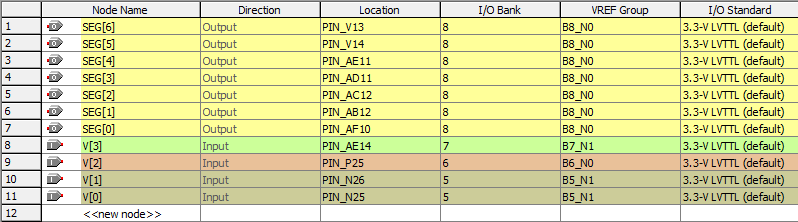 Node Name Direction Location I/O Bank VREF Group I/O Standard
1 SEG[6] Output PIN_V13 8 B8_N0 3.3-V LVTTL (default)
2 SEG[5] Output PIN_V14 8 B8_N0 3.3-V LVTTL (default)
3 SEG[4] Output PIN_AE11 8 B8_N0 3.3-V LVTTL (default)
4 SEG[3] Output PIN_AD11 8 B8_N0 3.3-V LVTTL (default)
5 SEG[2] Output PIN_AC12 8 B8_N0 3.3-V LVTTL (default)
6 SEG[1] Output PIN_AB12 8 B8_N0 3.3-V LVTTL (default)
7 SEG[0] Output PIN_AF10 8 B8_N0 3.3-V LVTTL (default)
8 V[3] Input PIN_AE14 7 B7_N1 3.3-V LVTTL (default)
9 V[2] Input PIN_P25 6 B6_N0 3.3-V LVTTL (default)
10 V[1] Input PIN_N26 5 B5_N1 3.3-V LVTTL (default)
11 V[0] Input PIN_N25 5 B5_N1 3.3-V LVTTL (default)
12 <<new node>>